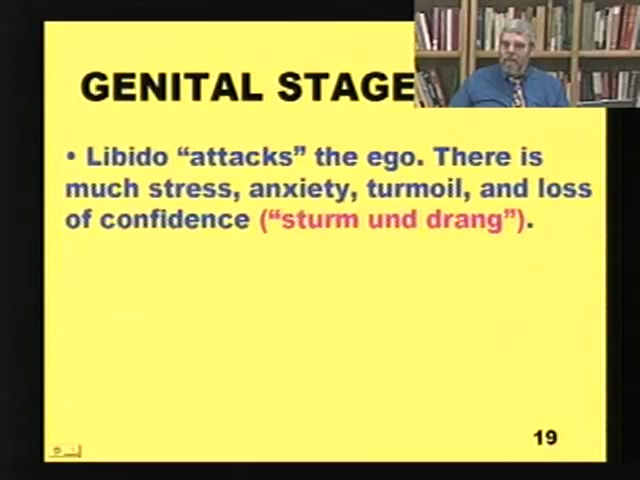 GENITAL STAGE
• Libido “attacks” the ego. There is
much stress, anxiety, turmoil, and loss
of confidence (“sturm und drang”).
19